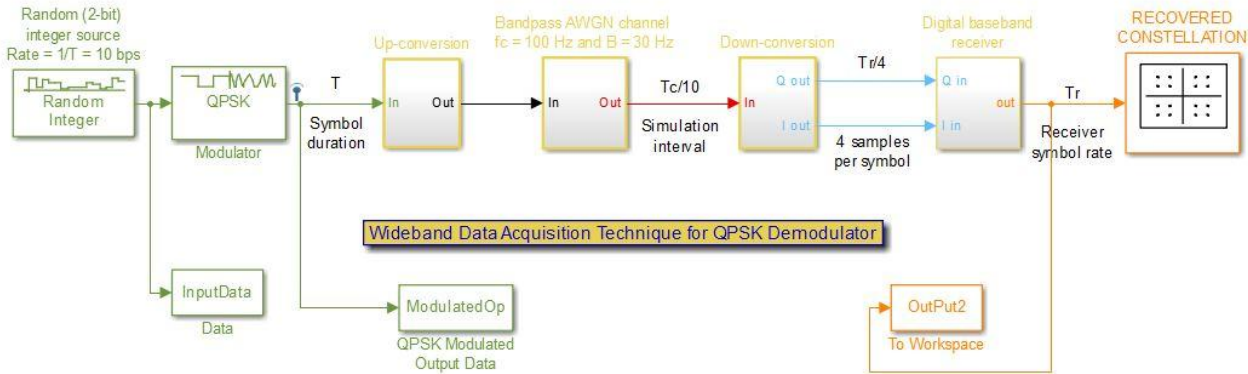 Random (2-bit)
integer source
Rate = 1/T = 10 bps
Random
Integer
QPSK
Modulator
T
Symbol
duration
Up-conversion
In
Out
Bandpass AWGN channel
fc = 100 Hz and B = 30 Hz
In
Out
Tc/10
Simulation
interval
Down-conversion
In
Q out
I out
Tr/4
4 samples
per symbol
Digital baseband
receiver
Q in
I in
out
Tr
Receiver
symbol rate
RECOVERED
CONSTELLATION
Wideband Data Acquisition Technique for QPSK Demodulator
InputData
Data
ModulatedOp
QPSK Modulated
Output Data
OutPut2
To Workspace